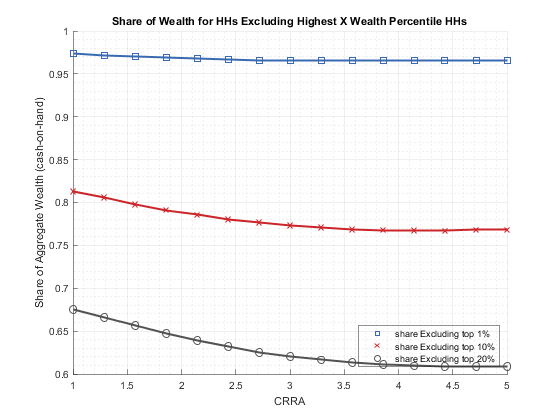 Share of Wealth for HHs Excluding Highest X Wealth Percentile HHs
Share of Aggregate Wealth (cash-on-hand)
1
0.95
0.9
0.85
0.8
0.75
0.7
0.65
0.6
share Excluding top 1%
share Excluding top 10%
share Excluding top 20%
1 1.5 2 2.5 3 3.5 4 4.5 5
CRRA